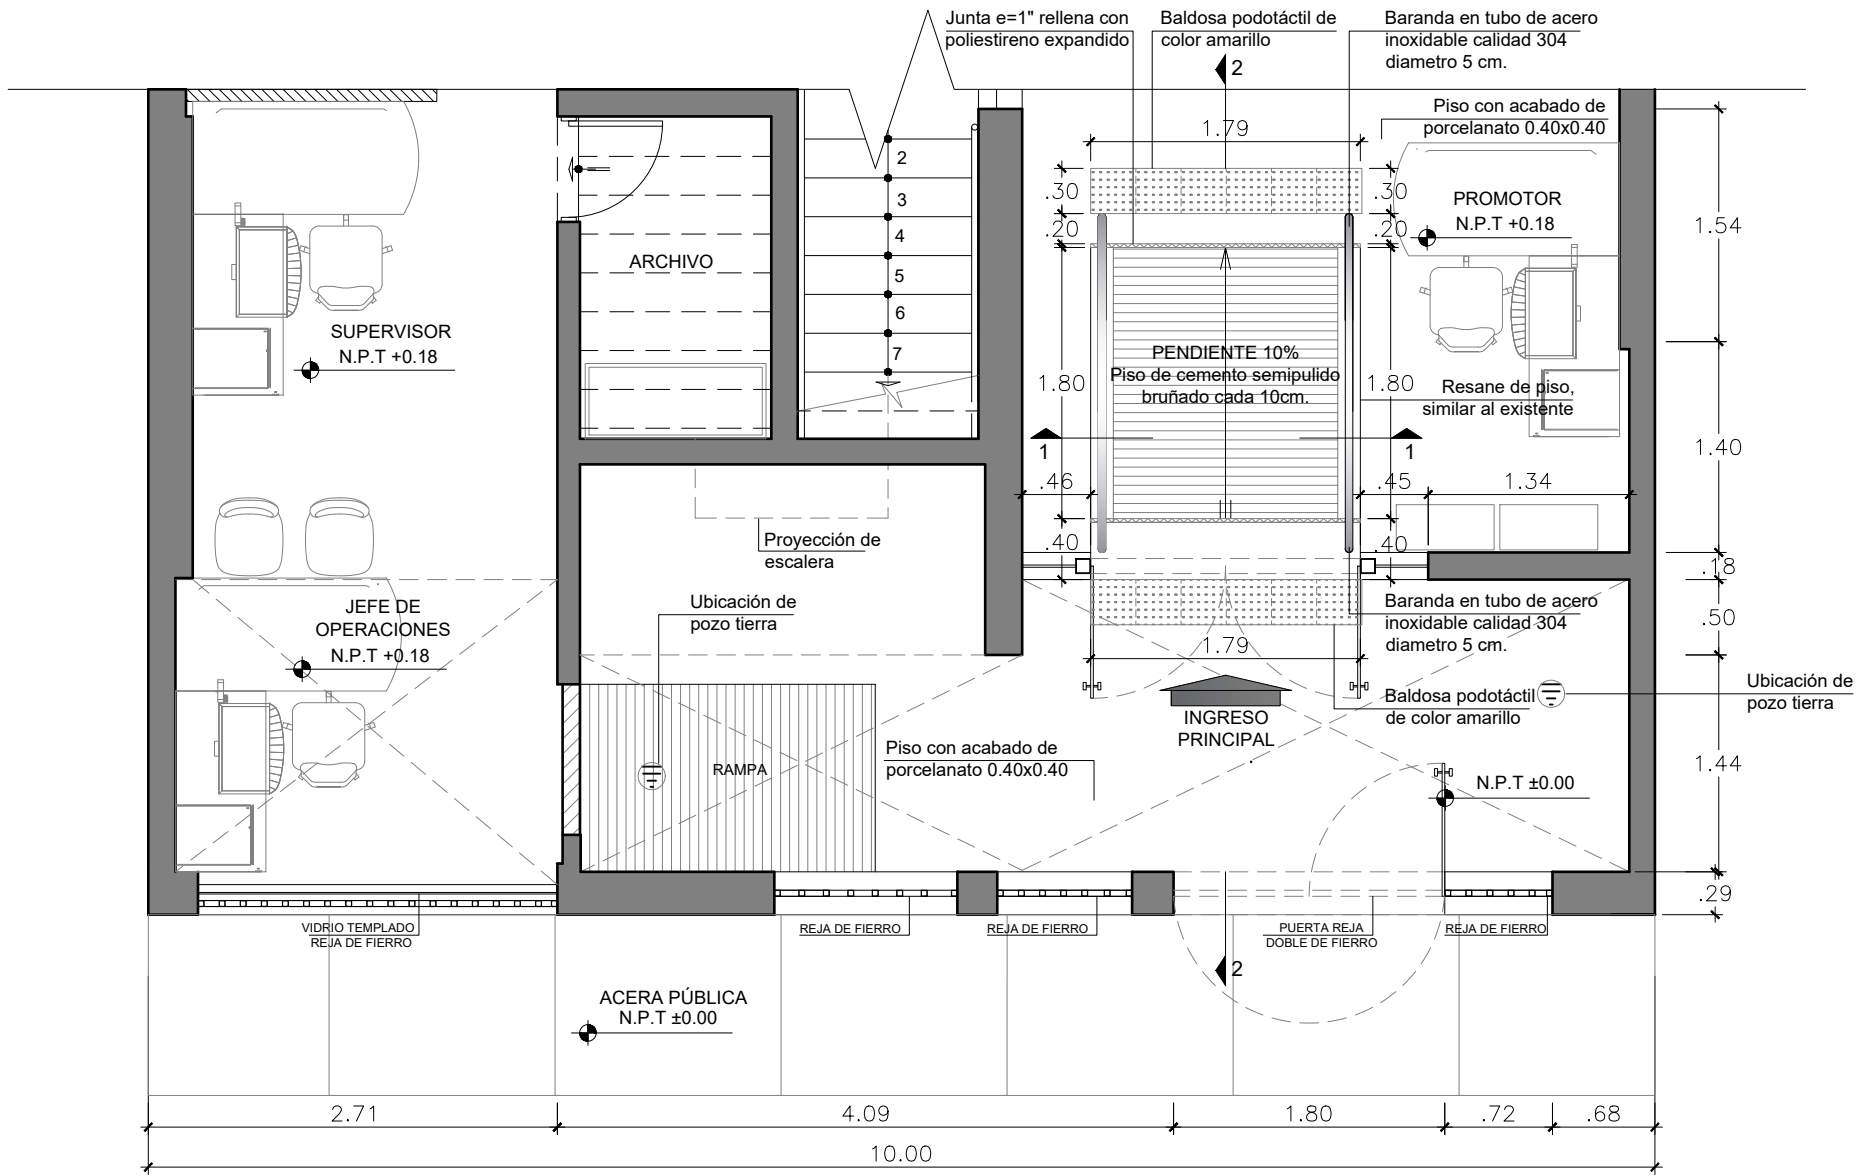 Junta e=1" rellena con
poliestireno expandido
Baldosa podotáctil de
color amarillo
Baranda en tubo de acero
inoxidable calidad 304
diametro 5 cm.
2
Piso con acabado de
porcelanato 0.40x0.40
1.79
.30
.20
.30
.20
PROMOTOR
N.P.T +0.18
1.54
2
3
4
5
6
7
ARCHIVO
SUPERVISOR
N.P.T +0.18
PENDIENTE 10%
Piso de cemento semipulido
bruñado cada 10cm.
1.80
1.80
Resane de piso,
similar al existente
1
1
1.40
.46
.45
1.34
.40
.40
Proyección de
escalera
.18
JEFE DE
OPERACIONES
N.P.T +0.18
Ubicación de
pozo tierra
Baranda en tubo de acero
inoxidable calidad 304
diametro 5 cm.
.50
1.79
Baldosa podotáctil
de color amarillo
Ubicación de
pozo tierra
INGRESO
PRINCIPAL
Piso con acabado de
porcelanato 0.40x0.40
RAMPA
N.P.T ±0.00
1.44
.29
VIDRIO TEMPLADO
REJA DE FIERRO
REJA DE FIERRO
REJA DE FIERRO
PUERTA REJA
DOBLE DE FIERRO
REJA DE FIERRO
2
ACERA PÚBLICA
N.P.T ±0.00
2.71
4.09
1.80
.72
.68
10.00